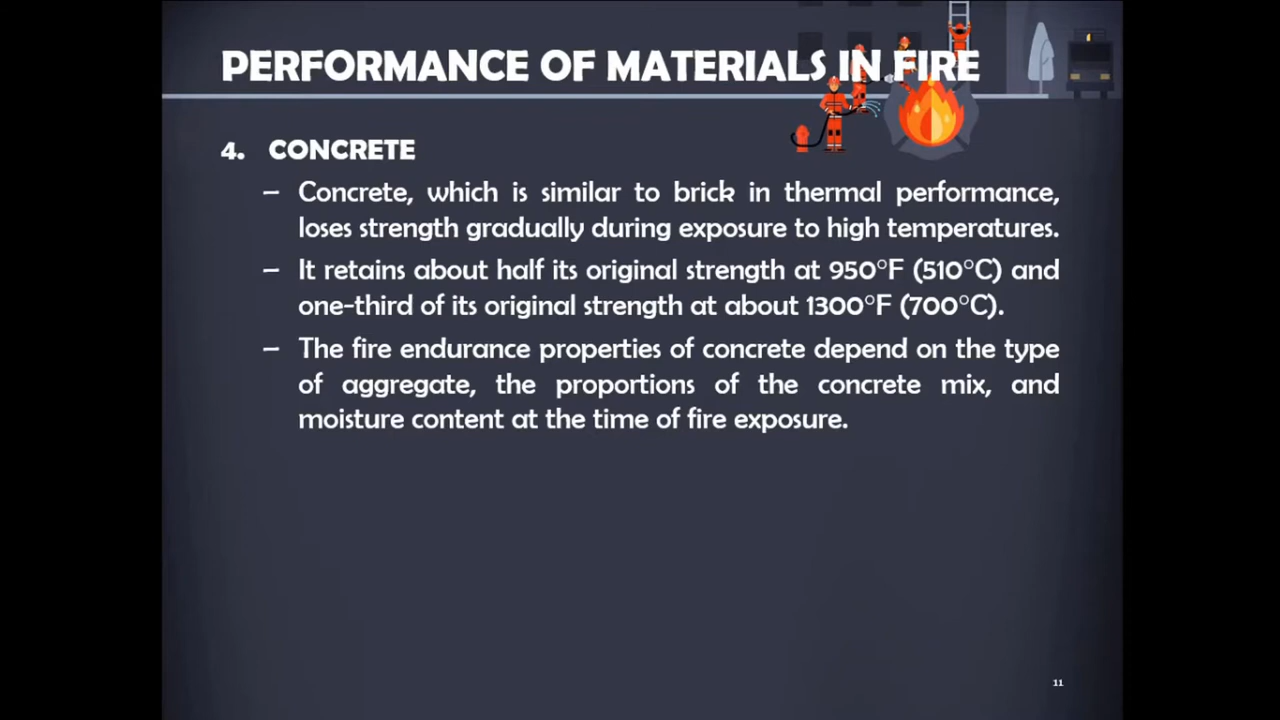 PERFORMANCE OF MATERIALS IN FIRE
4. CONCRETE
– Concrete, which is similar to brick in thermal performance,
loses strength gradually during exposure to high temperatures.
– It retains about half its original strength at 950°F (510°C) and
one-third of its original strength at about 1300°F (700°C).
– The fire endurance properties of concrete depend on the type
of aggregate, the proportions of the concrete mix, and
moisture content at the time of fire exposure.
11